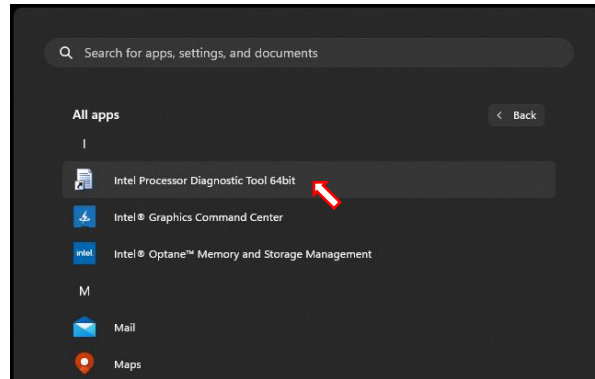 Search for apps, settings, and documents
All apps
< Back
I
Intel Processor Diagnostic Tool 64bit
Intel® Graphics Command Center
intel
Intel® Optane™ Memory and Storage Management
M
Mail
Maps